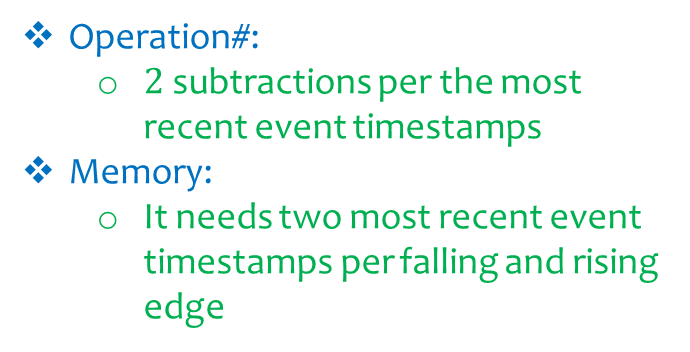 ❖ Operation#:
o 2 subtractions per the most
recent event timestamps
❖ Memory:
o It needs two most recent event
timestamps per falling and rising
edge